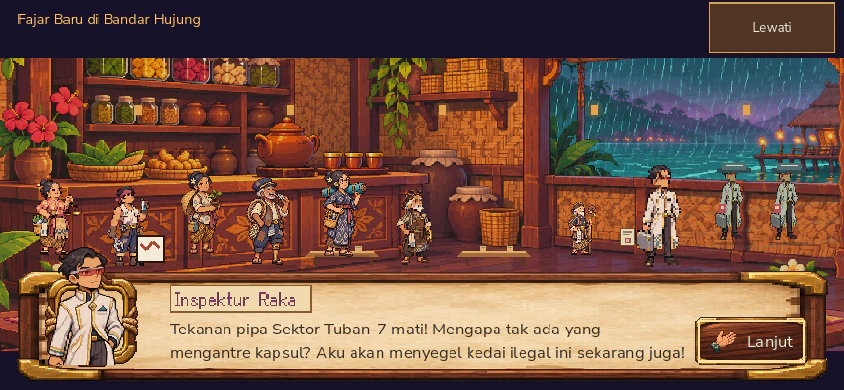 Fajar Baru di Bandar Hujung
Lewati
Inspektur Raka
Tekanan pipa Sektor Tuban-7 mati! Mengapa tak ada yang
mengantre kapsul? Aku akan menyegel kedai ilegal ini sekarang juga!
Lanjut